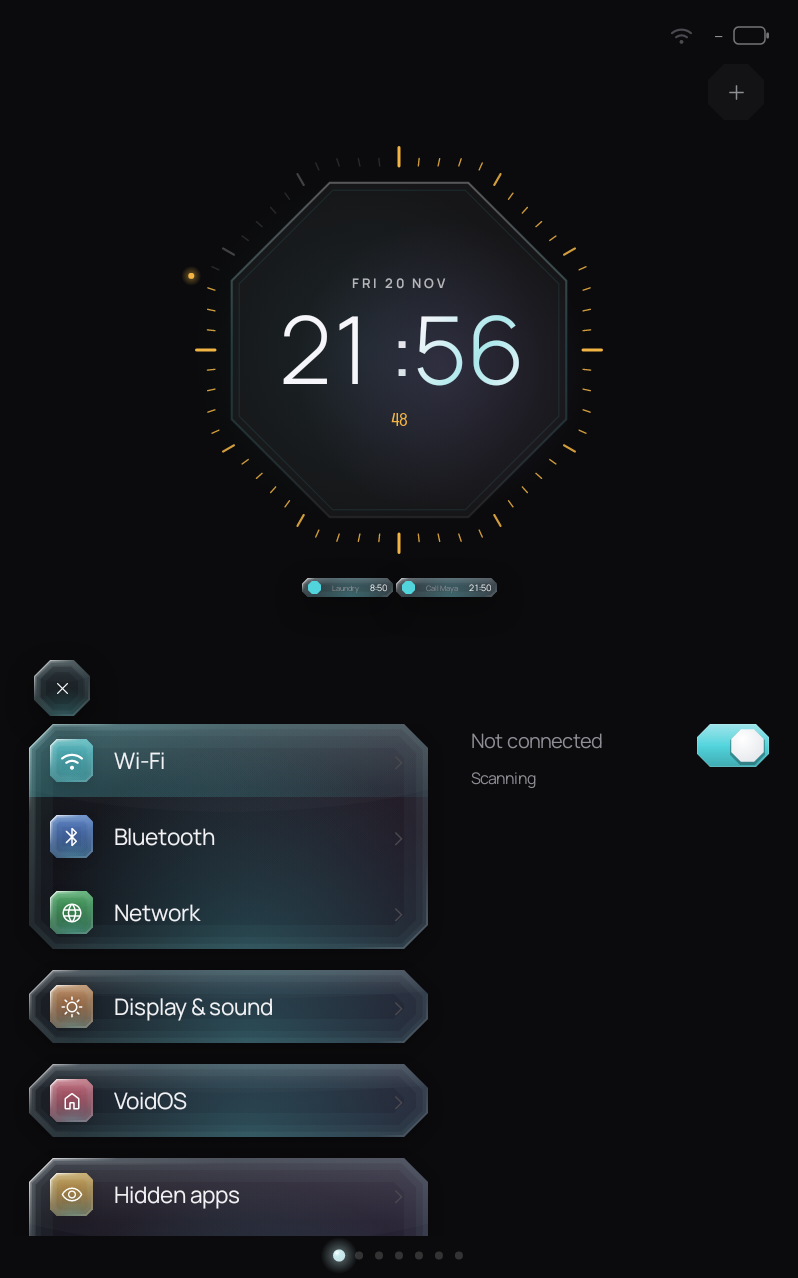 –
FRI 20 NOV
21:56
48
Laundry 8:50 Call Maya 21:50
Wi-Fi
Not connected
Scanning
Bluetooth
Network
Display & sound
VoidOS
Hidden apps